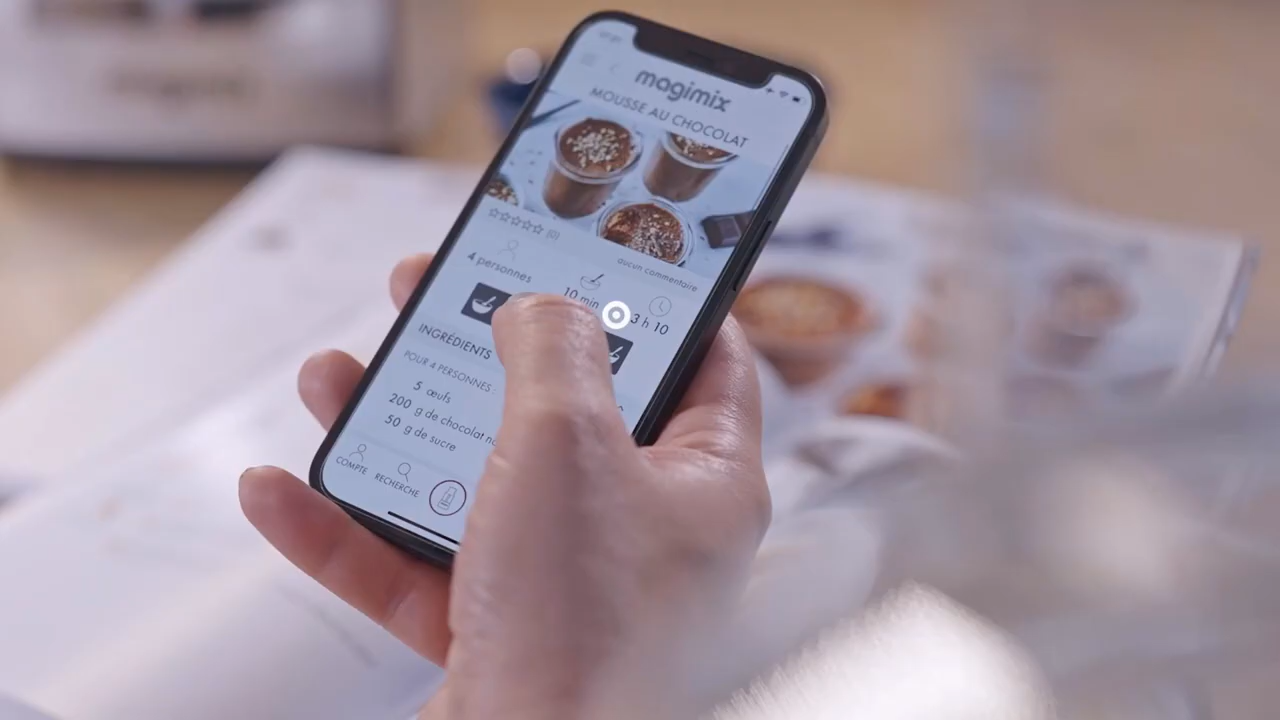 magimix
MOUSSE AU CHOCOLAT
(0)
aucun commentaire
4 personnes
10 min
3 h 10
INGRÉDIENTS
POUR 4 PERSONNES :
5 œufs
200 g de chocolat
50 g de sucre
COMPTE
RECHERCHE